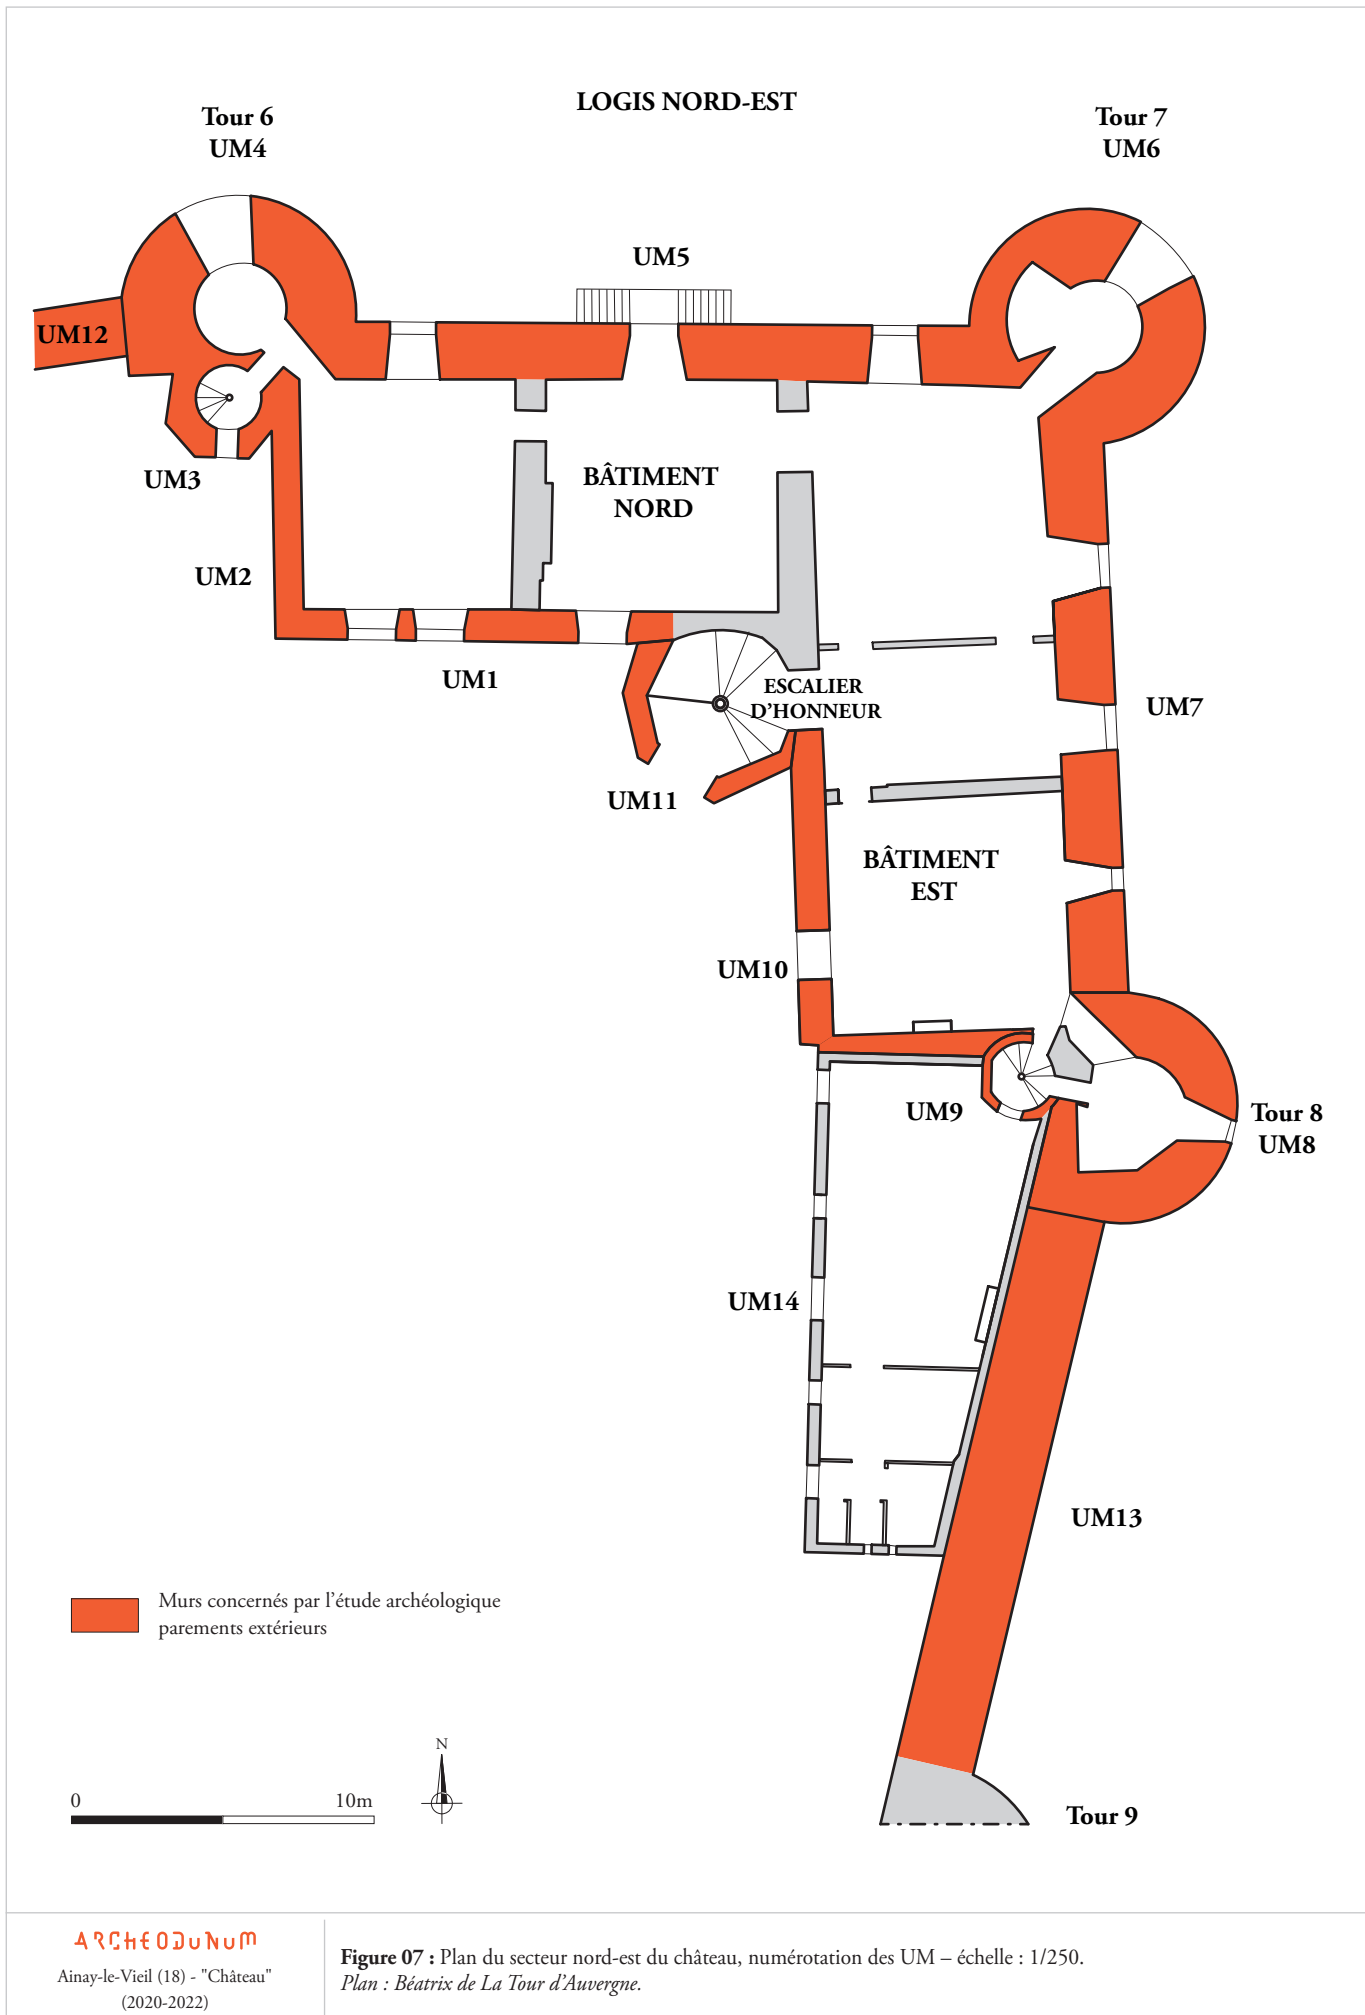 LOGIS NORD-EST
Tour 6
UM4
Tour 7
UM6
UM5
UM12
UM3
BÂTIMENT
NORD
UM2
UM1
ESCALIER
D'HONNEUR
UM7
UM11
BÂTIMENT
EST
UM10
UM9
Tour 8
UM8
UM14
UM13
Murs concernés par l'étude archéologique
parements extérieurs
N
0 10m
Tour 9
ARCHEODUNUM
Ainay-le-Vieil (18) - "Château"
(2020-2022)
Figure 07 : Plan du secteur nord-est du château, numérotation des UM – échelle : 1/250.
Plan : Béatrix de La Tour d'Auvergne.